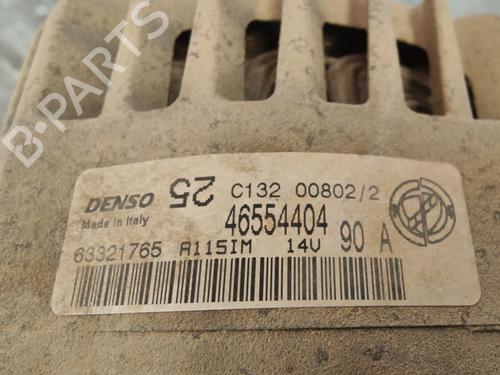 B-PARTS
DENSO 25 C132 00802/2
Made in Italy 46554404
63321765 A115IM 14V 90 A